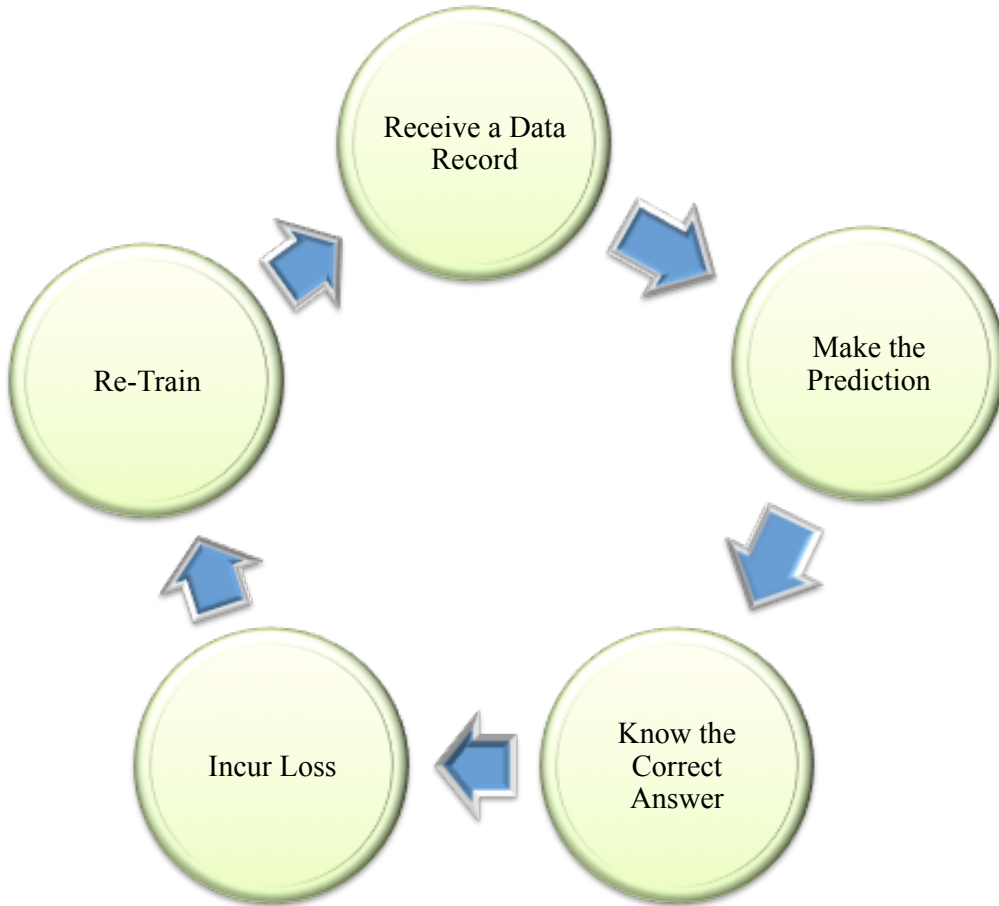 Receive a Data
Record
Make the
Prediction
Know the
Correct
Answer
Incur Loss
Re-Train